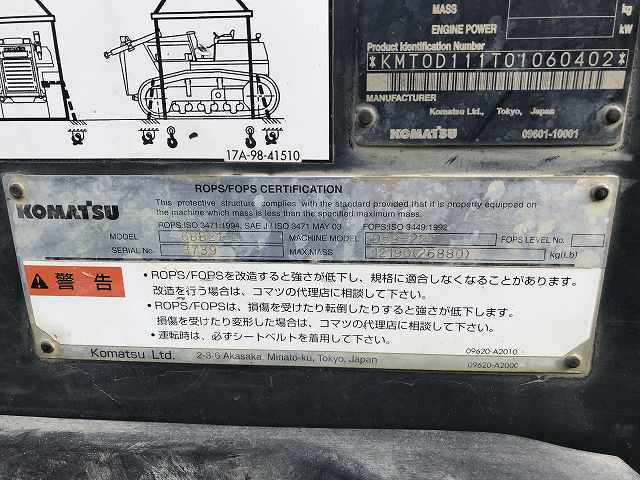 MASS kg
ENGINE POWER kW
Product Identification Number
*KMT0D111T01060402*
MANUFACTURER
Komatsu Ltd., Tokyo, Japan
KOMATSU 09601-10001
17A-98-41510
ROPS/FOPS CERTIFICATION
KOMATSU
This protective structure complies with the standard provided that it is properly equipped on
the machine which mass is less than the specified maximum mass.
ROPS:ISO 3471:1994, SAE J / ISO 3471 MAY 03 FOPS:ISO 3449:1992
MODEL MACHINE MODEL FOPS LEVEL No.
SERIAL No. 4739 MAX.MASS 12190(26880) kg(Lb)
警告
・ROPS/FOPSを改造すると強さが低下し、規格に適合しなくなることがあります。
改造を行う場合は、コマツの代理店に相談して下さい。
・ROPS/FOPSは、損傷を受けたり転倒したりすると強さが低下します。
損傷を受けたり変形した場合は、コマツの代理店に相談して下さい。
・運転時は、必ずシートベルトを着用して下さい。
09620-A2010
Komatsu Ltd. 2-3-6 Akasaka, Minato-ku, Tokyo, Japan
09620-A2000